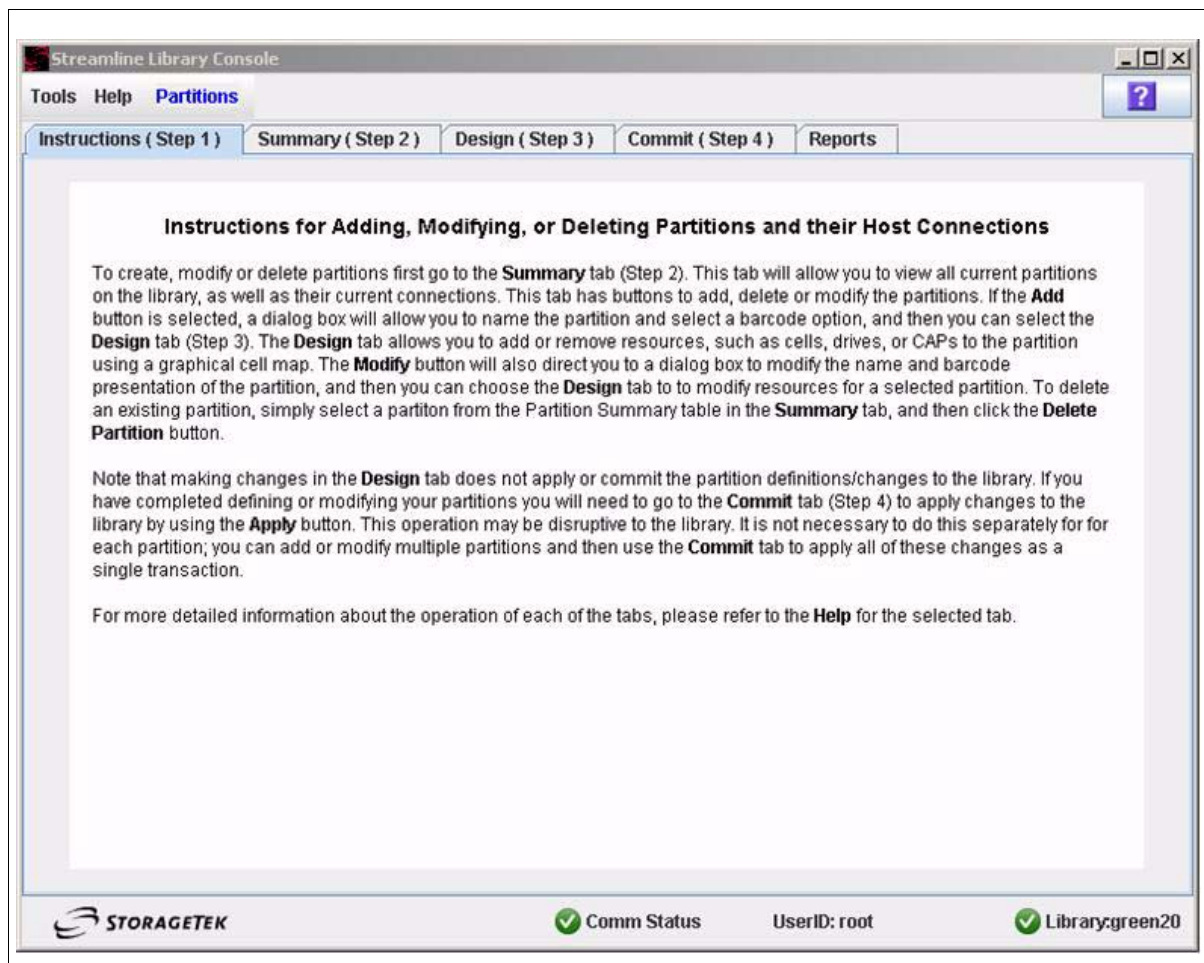 Streamline Library Console
Tools Help Partitions
?
Instructions ( Step 1 ) Summary ( Step 2 ) Design ( Step 3 ) Commit ( Step 4 ) Reports
Instructions for Adding, Modifying, or Deleting Partitions and their Host Connections
To create, modify or delete partitions first go to the Summary tab (Step 2). This tab will allow you to view all current partitions
on the library, as well as their current connections. This tab has buttons to add, delete or modify the partitions. If the Add
button is selected, a dialog box will allow you to name the partition and select a barcode option, and then you can select the
Design tab (Step 3). The Design tab allows you to add or remove resources, such as cells, drives, or CAPs to the partition
using a graphical cell map. The Modify button will also direct you to a dialog box to modify the name and barcode
presentation of the partition, and then you can choose the Design tab to to modify resources for a selected partition. To delete
an existing partition, simply select a partiton from the Partition Summary table in the Summary tab, and then click the Delete
Partition button.
Note that making changes in the Design tab does not apply or commit the partition definitions/changes to the library. If you
have completed defining or modifying your partitions you will need to go to the Commit tab (Step 4) to apply changes to the
library by using the Apply button. This operation may be disruptive to the library. It is not necessary to do this separately for for
each partition; you can add or modify multiple partitions and then use the Commit tab to apply all of these changes as a
single transaction.
For more detailed information about the operation of each of the tabs, please refer to the Help for the selected tab.
STORAGETEK Comm Status UserID: root Library:green20